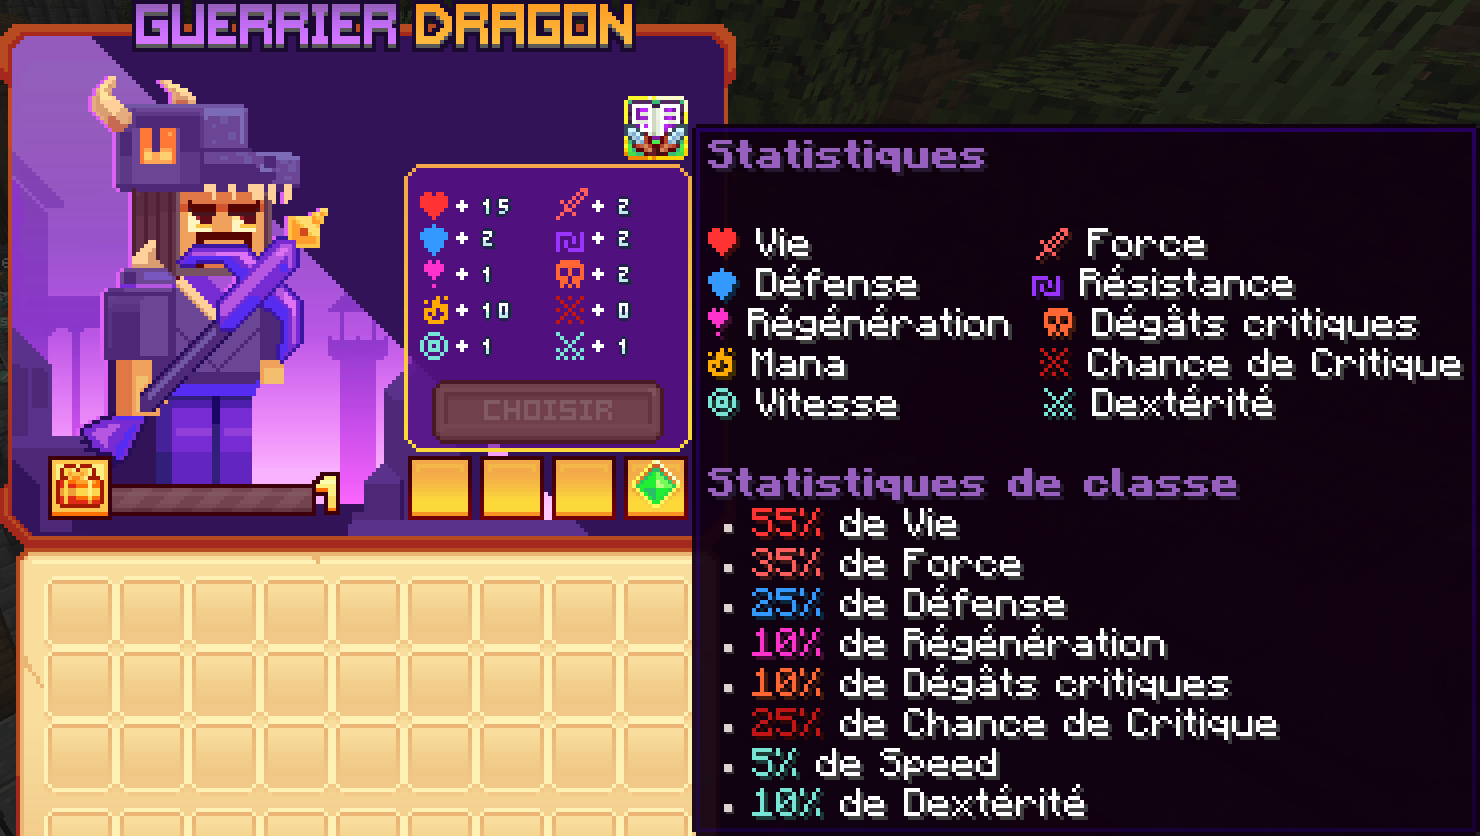 GUERRIER DRAGON
+ 15 + 2
+ 2 + 2
+ 1 + 2
+ 10 + 0
+ 1 + 1
CHOISIR
1
Statistiques
Vie Force
Défense Résistance
Régénération Dégâts critiques
Mana Chance de Critique
Vitesse Dextérité
Statistiques de classe
. 55% de Vie
. 35% de Force
. 25% de Défense
. 10% de Régénération
. 10% de Dégâts critiques
. 25% de Chance de Critique
. 5% de Speed
. 10% de Dextérité